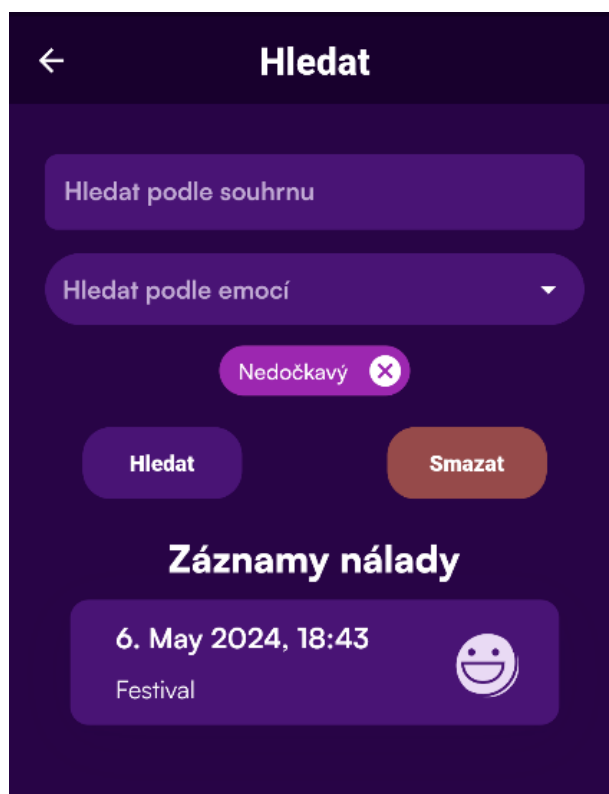 Hledat
Hledat podle souhrnu
Hledat podle emocí
Nedočkavý
Hledat
Smazat
Záznamy nálady
6. May 2024, 18:43
Festival